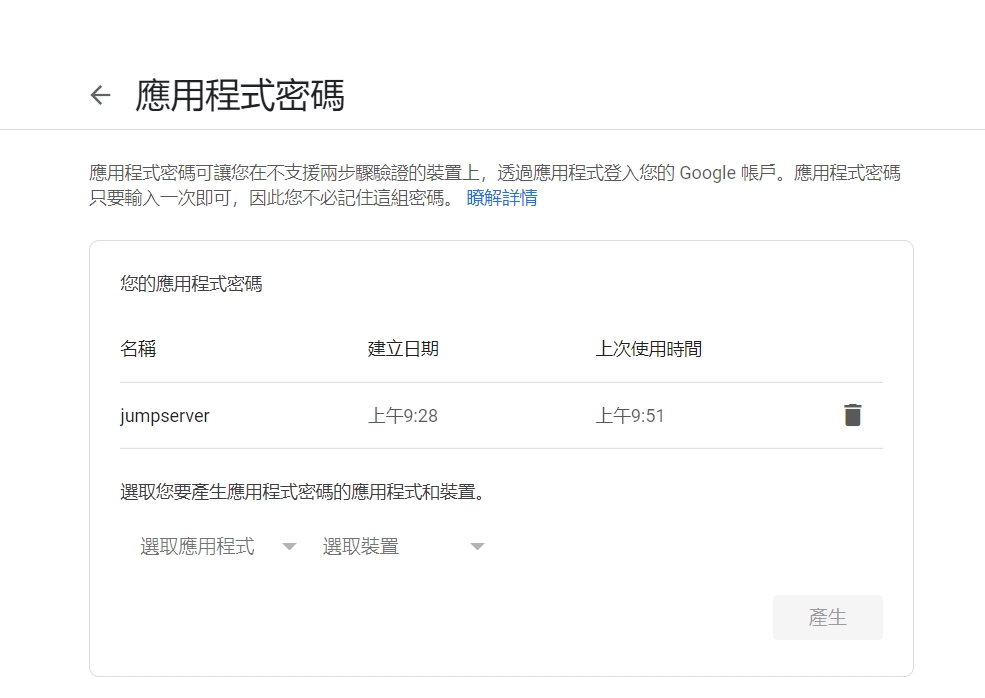 應用程式密碼
應用程式密碼可讓您在不支援兩步驟驗證的裝置上，透過應用程式登入您的 Google 帳戶。應用程式密碼
只要輸入一次即可，因此您不必記住這組密碼。 瞭解詳情
您的應用程式密碼
名稱 建立日期 上次使用時間
jumpserver 上午9:28 上午9:51
選取您要產生應用程式密碼的應用程式和裝置。
選取應用程式 選取裝置
產生